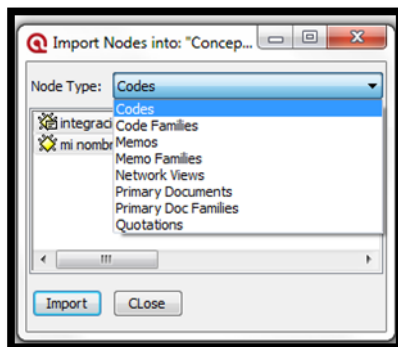 Import Nodes into: "Concep...
Node Type: Codes
Codes
Code Families
Memos
Memo Families
Network Views
Primary Documents
Primary Doc Families
Quotations
integraci
mi nombr
Import CLose